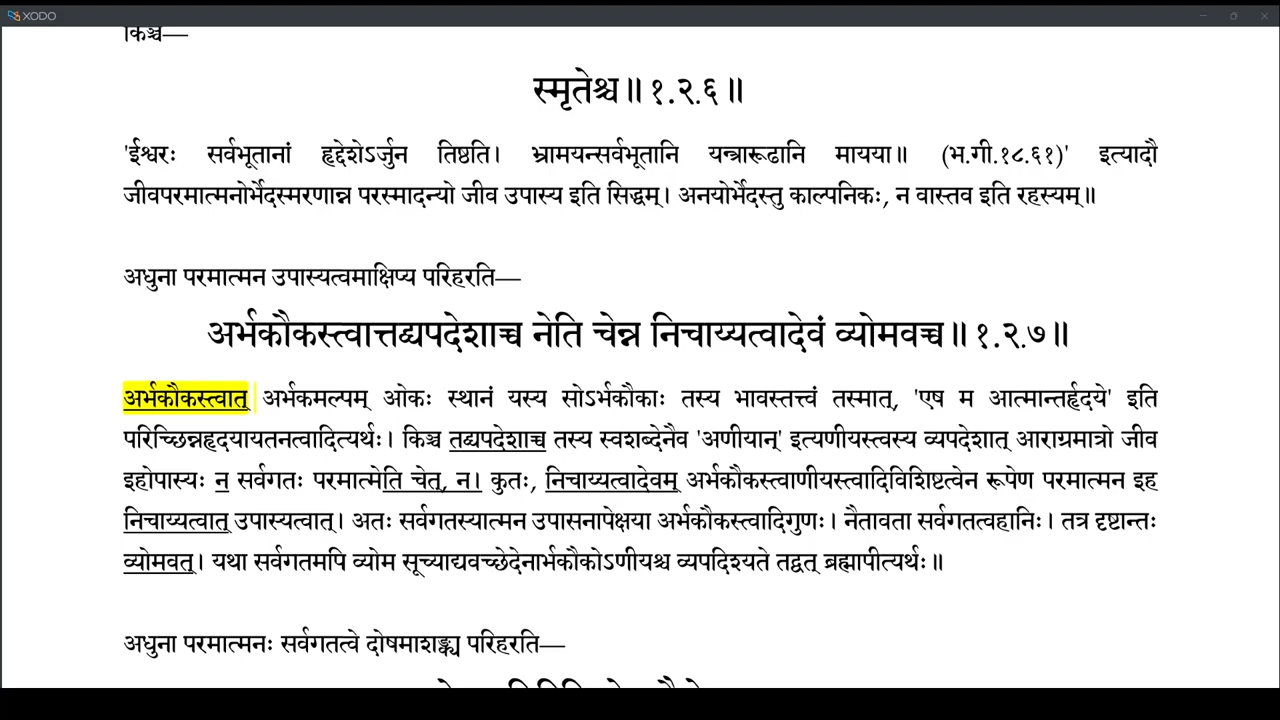 XODO
किञ्च—
स्मृतेश्च॥१.२.६॥
'ईश्वरः सर्वभूतानां हृद्देशेऽर्जुन तिष्ठति। भ्रामयन्सर्वभूतानि यन्त्रारूढानि मायया॥ (भ.गी.१८.६१)' इत्यादौ
जीवपरमात्मनोर्भेदस्मरणान्न परस्मादन्यो जीव उपास्य इति सिद्धम्। अनयोर्भेदस्तु काल्पनिकः, न वास्तव इति रहस्यम्॥
अधुना परमात्मन उपास्यत्वमाक्षिप्य परिहरति—
अर्भकौकस्त्वात्तद्व्यपदेशाच्च नेति चेन्न निचाय्यत्वादेवं व्योमवच्च॥१.२.७॥
अर्भकौकस्त्वात् अर्भकमल्पम् ओकः स्थानं यस्य सोऽर्भकौकाः तस्य भावस्तत्त्वं तस्मात्, 'एष म आत्मान्तर्हृदये' इति
परिच्छिन्नहृदयायतनत्वादित्यर्थः। किञ्च तद्व्यपदेशाच्च तस्य स्वशब्देनैव 'अणीयान्' इत्यणीयस्त्वस्य व्यपदेशात् आराग्रमात्रो जीव
इहोपास्यः न सर्वगतः परमात्मेति चेत्, न। कुतः, निचाय्यत्वादेवम् अर्भकौकस्त्वाणीयस्त्वादिविशिष्टत्वेन रूपेण परमात्मन इह
निचाय्यत्वात् उपास्यत्वात्। अतः सर्वगतस्यात्मन उपासनापेक्षया अर्भकौकस्त्वादिगुणः। नैतावता सर्वगतत्वहानिः। तत्र दृष्टान्तः
व्योमवत्। यथा सर्वगतमपि व्योम सूच्याद्यवच्छेदेनार्भकौकोऽणीयश्च व्यपदिश्यते तद्वत् ब्रह्मापीत्यर्थः॥
अधुना परमात्मनः सर्वगतत्वे दोषमाशङ्क्य परिहरति—